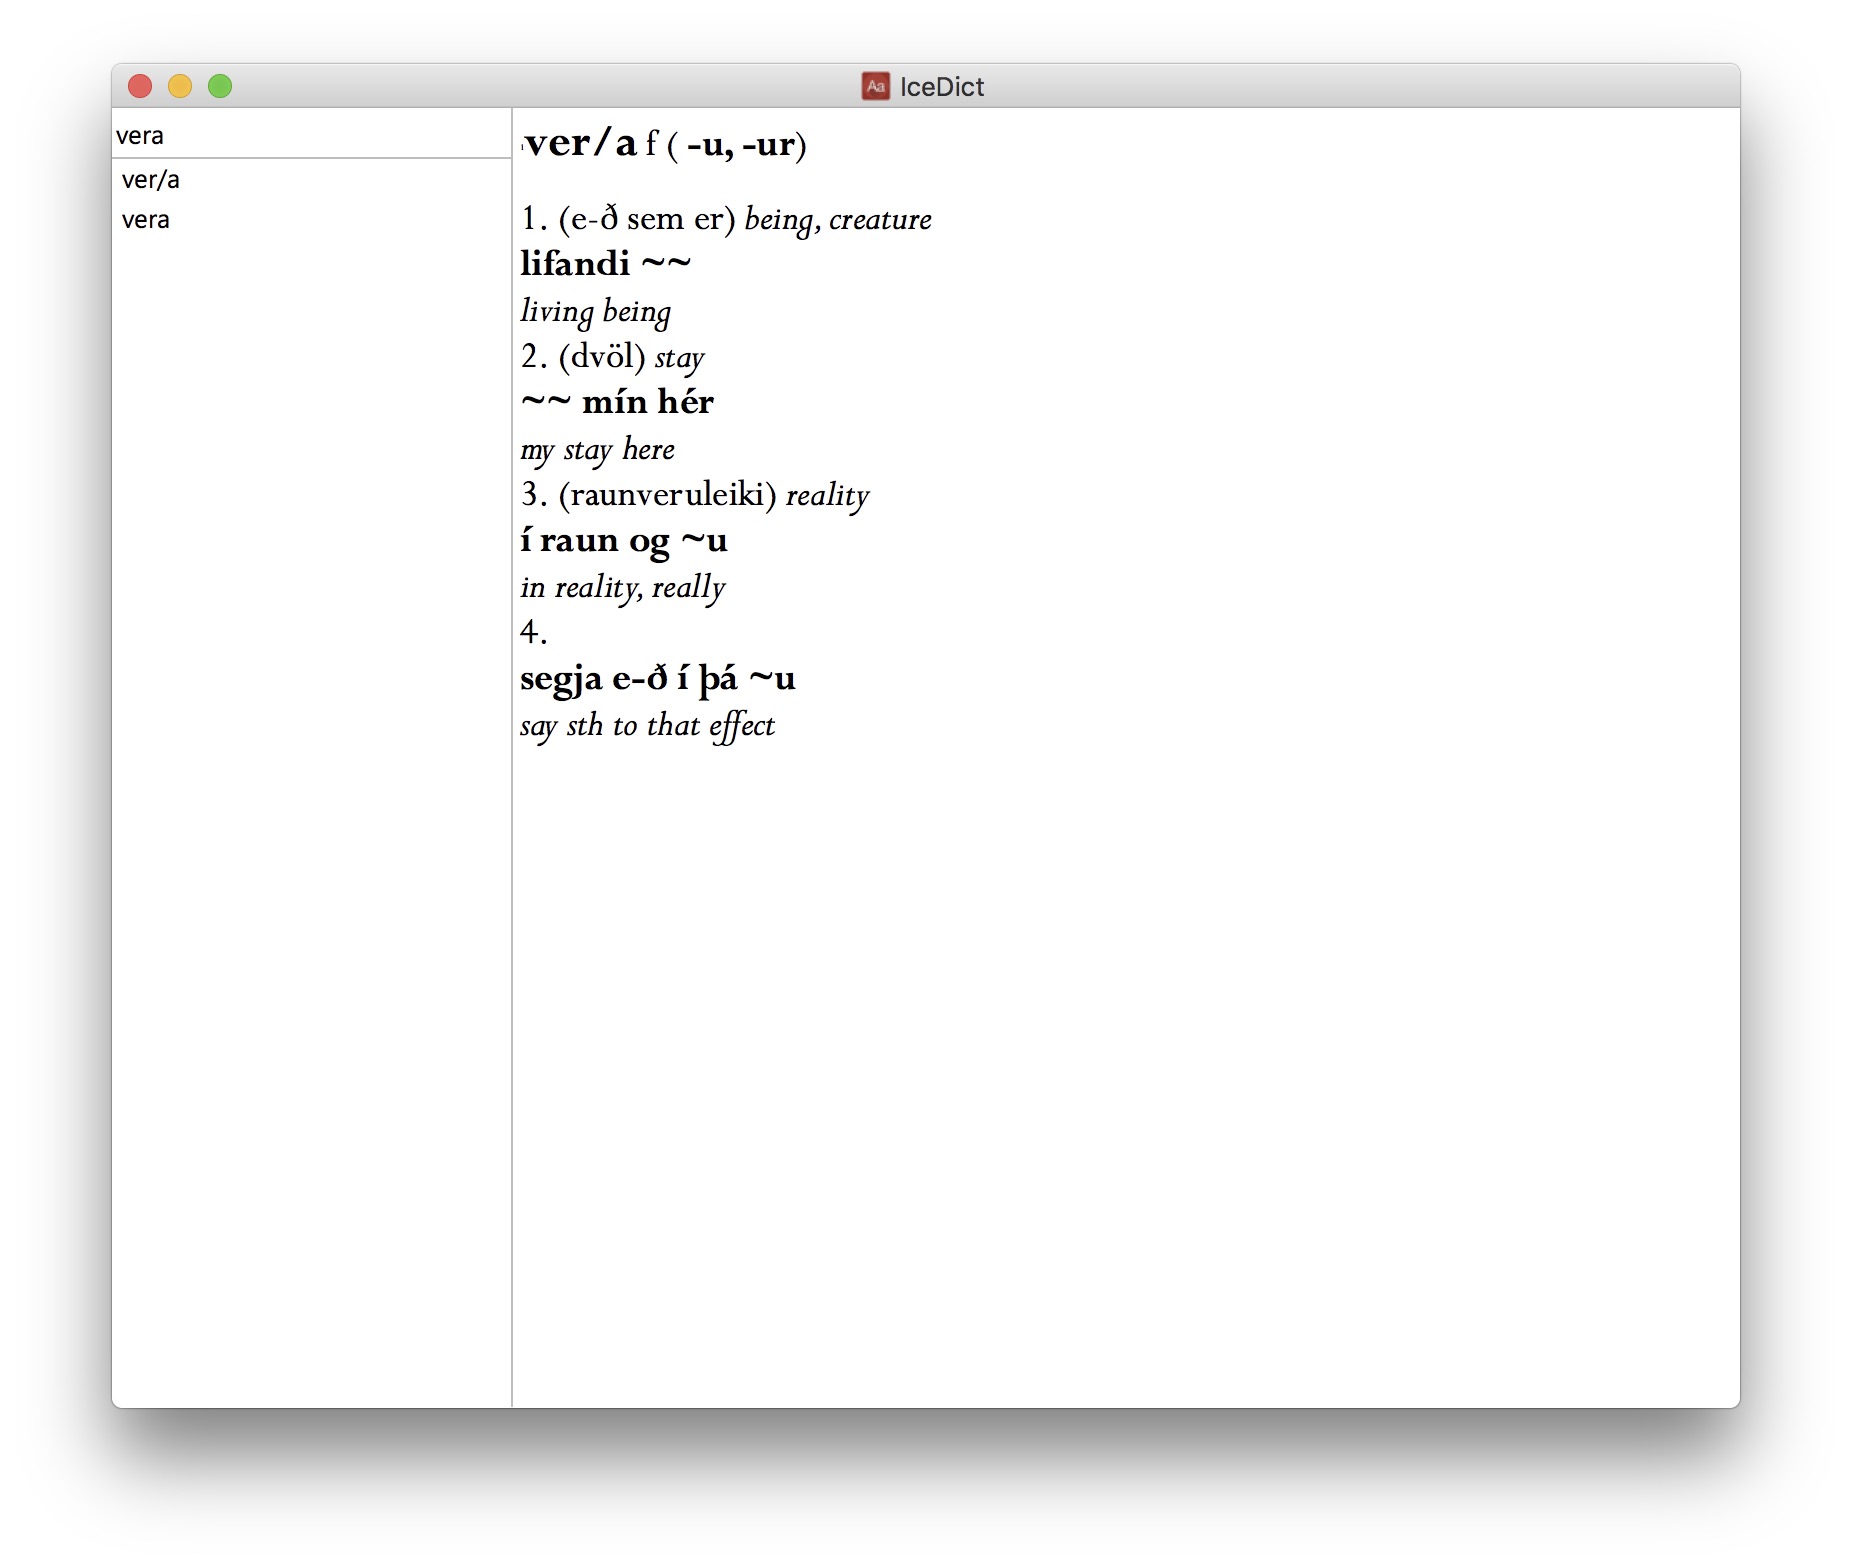 IceDict
vera
ver/a
vera
ver/a f ( -u, -ur)
1. (e-ð sem er) being, creature
lifandi ~~
living being
2. (dvöl) stay
~~ mín hér
my stay here
3. (raunveruleiki) reality
í raun og ~u
in reality, really
4.
segja e-ð í þá ~u
say sth to that effect